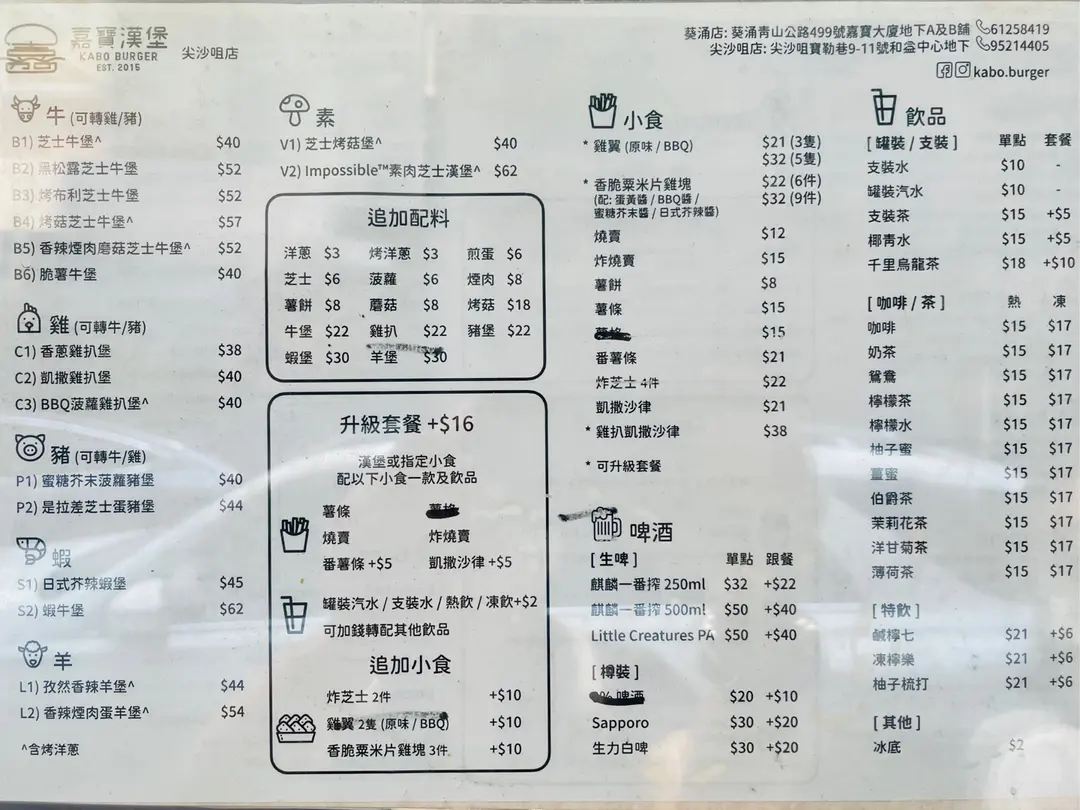 嘉寶漢堡
KABO BURGER
EST. 2015
尖沙咀店
葵涌店: 葵涌青山公路499號嘉寶大廈地下A及B舖 61258419
尖沙咀店: 尖沙咀寶勒巷9-11號和益中心地下 95214405
kabo.burger
牛 (可轉雞/豬)
B1) 芝士牛堡^ $40
B2) 黑松露芝士牛堡 $52
B3) 烤布利芝士牛堡 $52
B4) 烤菇芝士牛堡^ $57
B5) 香辣煙肉磨菇芝士牛堡^ $52
B6) 脆薯牛堡 $40
雞 (可轉牛/豬)
C1) 香蔥雞扒堡 $38
C2) 凱撒雞扒堡 $40
C3) BBQ菠蘿雞扒堡^ $40
豬 (可轉牛/雞)
P1) 蜜糖芥末菠蘿豬堡 $40
P2) 是拉差芝士蛋豬堡 $44
蝦
S1) 日式芥辣蝦堡 $45
S2) 蝦牛堡 $62
羊
L1) 孜然香辣羊堡^ $44
L2) 香辣煙肉蛋羊堡^ $54
^含烤洋蔥
素
V1) 芝士烤菇堡^ $40
V2) Impossible™素肉芝士漢堡^ $62
追加配料
洋蔥 $3 烤洋蔥 $3 煎蛋 $6
芝士 $6 菠蘿 $6 煙肉 $8
薯餅 $8 蘑菇 $8 烤菇 $18
牛堡 $22 雞扒 $22 豬堡 $22
蝦堡 $30 羊堡 $30
升級套餐 +$16
漢堡或指定小食
配以下小食一款及飲品
薯條
燒賣 炸燒賣
番薯條 +$5 凱撒沙律 +$5
罐裝汽水 / 支裝水 / 熱飲 / 凍飲+$2
可加錢轉配其他飲品
追加小食
炸芝士 2件 +$10
雞翼 2隻 (原味 / BBQ) +$10
香脆粟米片雞塊 3件 +$10
小食
* 雞翼 (原味 / BBQ) $21 (3隻)
$32 (5隻)
* 香脆粟米片雞塊 $22 (6件)
(配: 蛋黃醬 / BBQ醬 / $32 (9件)
蜜糖芥末醬 / 日式芥辣醬)
燒賣 $12
炸燒賣 $15
薯餅 $8
薯條 $15
$15
番薯條 $21
炸芝士 4件 $22
凱撒沙律 $21
* 雞扒凱撒沙律 $38
* 可升級套餐
啤酒
[ 生啤 ] 單點 跟餐
麒麟一番搾 250ml $32 +$22
麒麟一番搾 500ml $50 +$40
Little Creatures PA $50 +$40
[ 樽裝 ]
啤酒 $20 +$10
Sapporo $30 +$20
生力白啤 $30 +$20
飲品
[ 罐裝 / 支裝 ] 單點 套餐
支裝水 $10 -
罐裝汽水 $10 -
支裝茶 $15 +$5
椰青水 $15 +$5
千里烏龍茶 $18 +$10
[ 咖啡 / 茶 ] 熱 凍
咖啡 $15 $17
奶茶 $15 $17
鴛鴦 $15 $17
檸檬茶 $15 $17
檸檬水 $15 $17
柚子蜜 $15 $17
薑蜜 $15 $17
伯爵茶 $15 $17
茉莉花茶 $15 $17
洋甘菊茶 $15 $17
薄荷茶 $15 $17
[ 特飲 ]
鹹檸七 $21 +$6
凍檸樂 $21 +$6
柚子梳打 $21 +$6
[ 其他 ]
冰底 $2